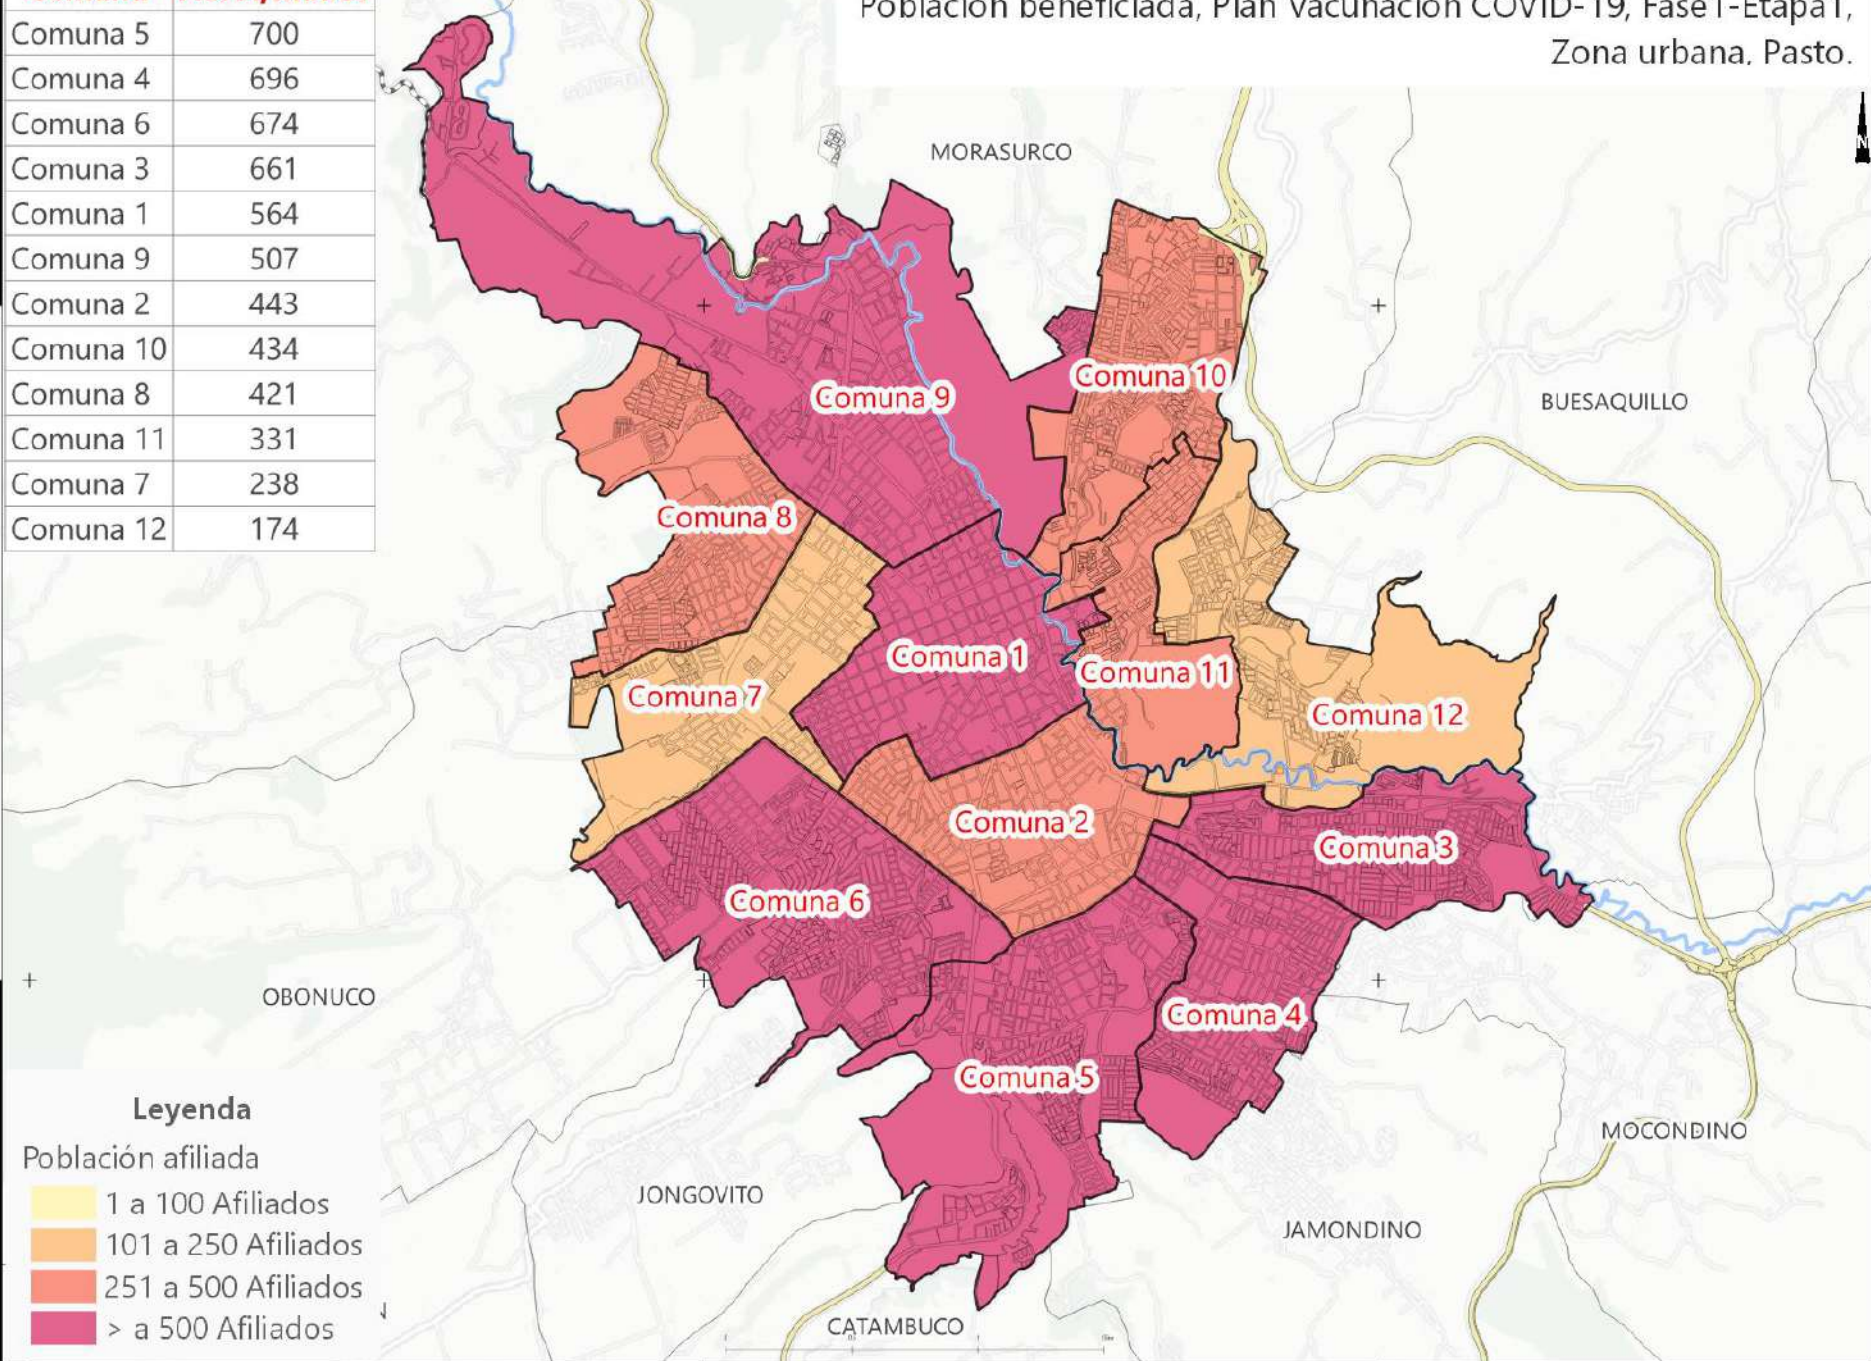 Población beneficiada, Plan Vacunación COVID-19, Fase1-Etapa1,
Zona urbana, Pasto.
Comuna 5 700
Comuna 4 696
Comuna 6 674
Comuna 3 661
Comuna 1 564
Comuna 9 507
Comuna 2 443
Comuna 10 434
Comuna 8 421
Comuna 11 331
Comuna 7 238
Comuna 12 174
MORASURCO
N
Comuna 10
Comuna 9
BUESAQUILLO
Comuna 8
Comuna 1
Comuna 11
Comuna 7
Comuna 12
Comuna 2
Comuna 3
Comuna 6
OBONUCO
Comuna 4
Comuna 5
Leyenda
Población afiliada
1 a 100 Afiliados
101 a 250 Afiliados
251 a 500 Afiliados
> a 500 Afiliados
MOCONDINO
JONGOVITO
JAMONDINO
CATAMBUCO